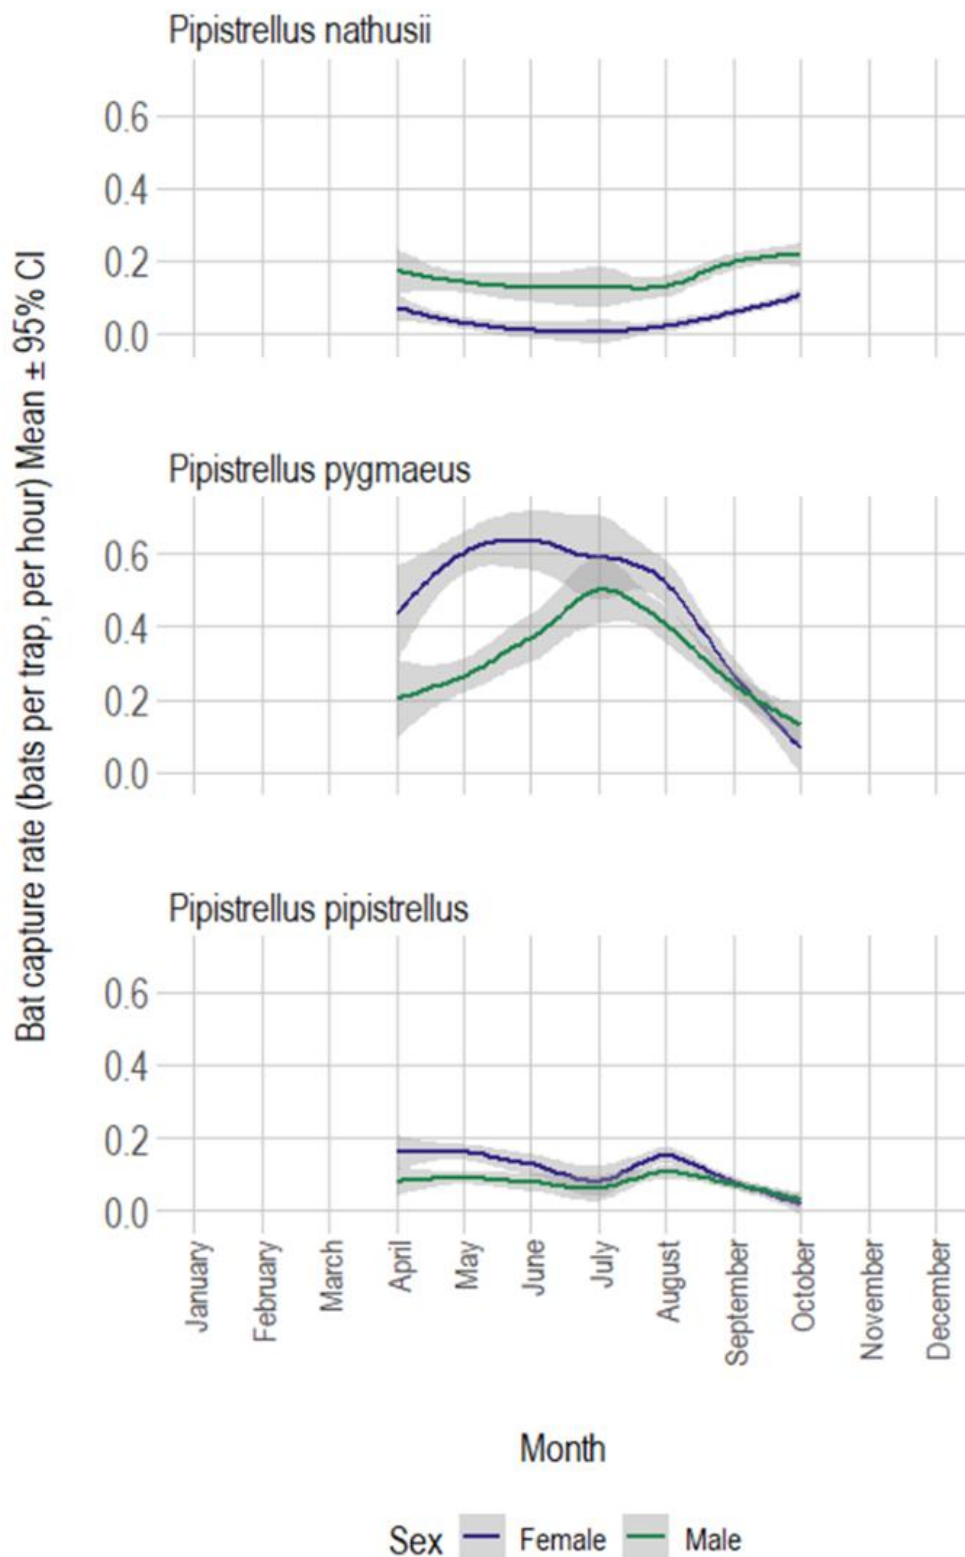 Pipistrellus nathusii
0.6
0.4
0.2
0.0
Bat capture rate (bats per trap, per hour) Mean ± 95% CI
Pipistrellus pygmaeus
0.6
0.4
0.2
0.0
Pipistrellus pipistrellus
0.6
0.4
0.2
0.0
January
February
March
April
May
June
July
August
September
October
November
December
Month
Sex Female Male